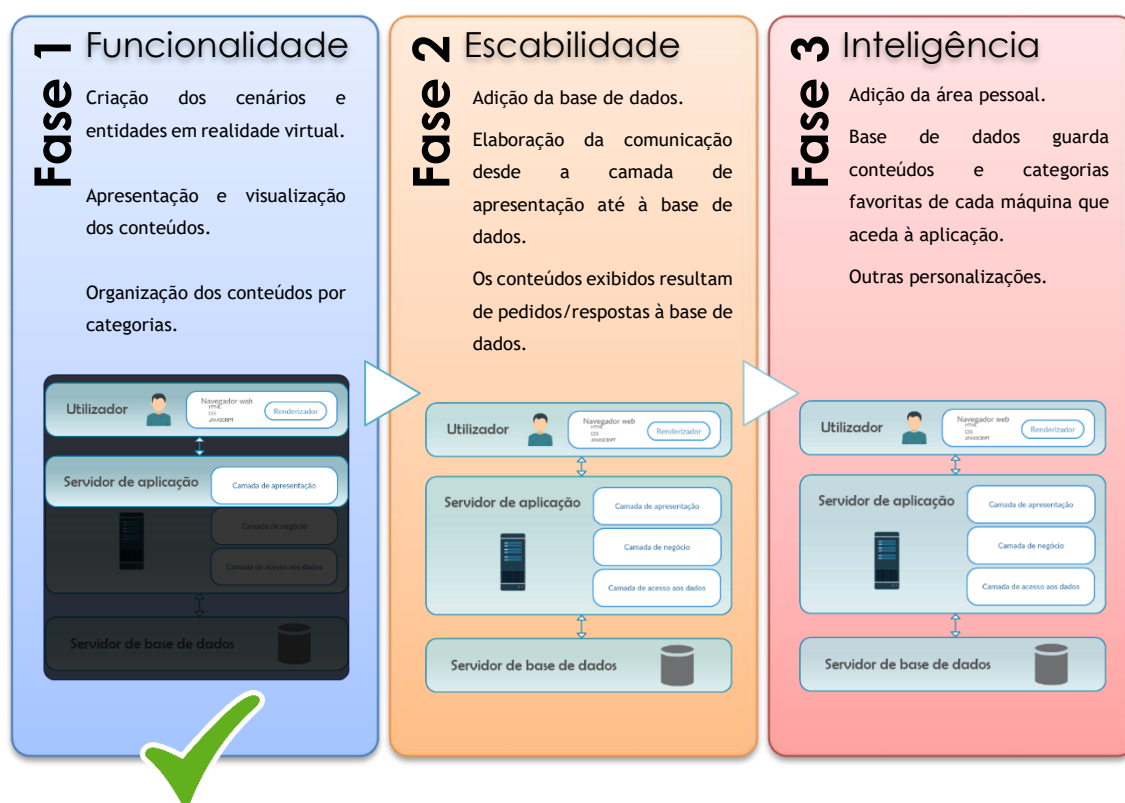 Fase 1
Funcionalidade
Criação dos cenários e
entidades em realidade virtual.
Apresentação e visualização
dos conteúdos.
Organização dos conteúdos por
categorias.
Utilizador
Navegador web
HTML
CSS
JAVASCRIPT
Renderizador
Servidor de aplicação
Camada de apresentação
Camada de negócio
Camada de acesso aos dados
Servidor de base de dados
Fase 2
Escabilidade
Adição da base de dados.
Elaboração da comunicação
desde a camada de
apresentação até à base de
dados.
Os conteúdos exibidos resultam
de pedidos/respostas à base de
dados.
Utilizador
Navegador web
HTML
CSS
JAVASCRIPT
Renderizador
Servidor de aplicação
Camada de apresentação
Camada de negócio
Camada de acesso aos dados
Servidor de base de dados
Fase 3
Inteligência
Adição da área pessoal.
Base de dados guarda
conteúdos e categorias
favoritas de cada máquina que
aceda à aplicação.
Outras personalizações.
Utilizador
Navegador web
HTML
CSS
JAVASCRIPT
Renderizador
Servidor de aplicação
Camada de apresentação
Camada de negócio
Camada de acesso aos dados
Servidor de base de dados